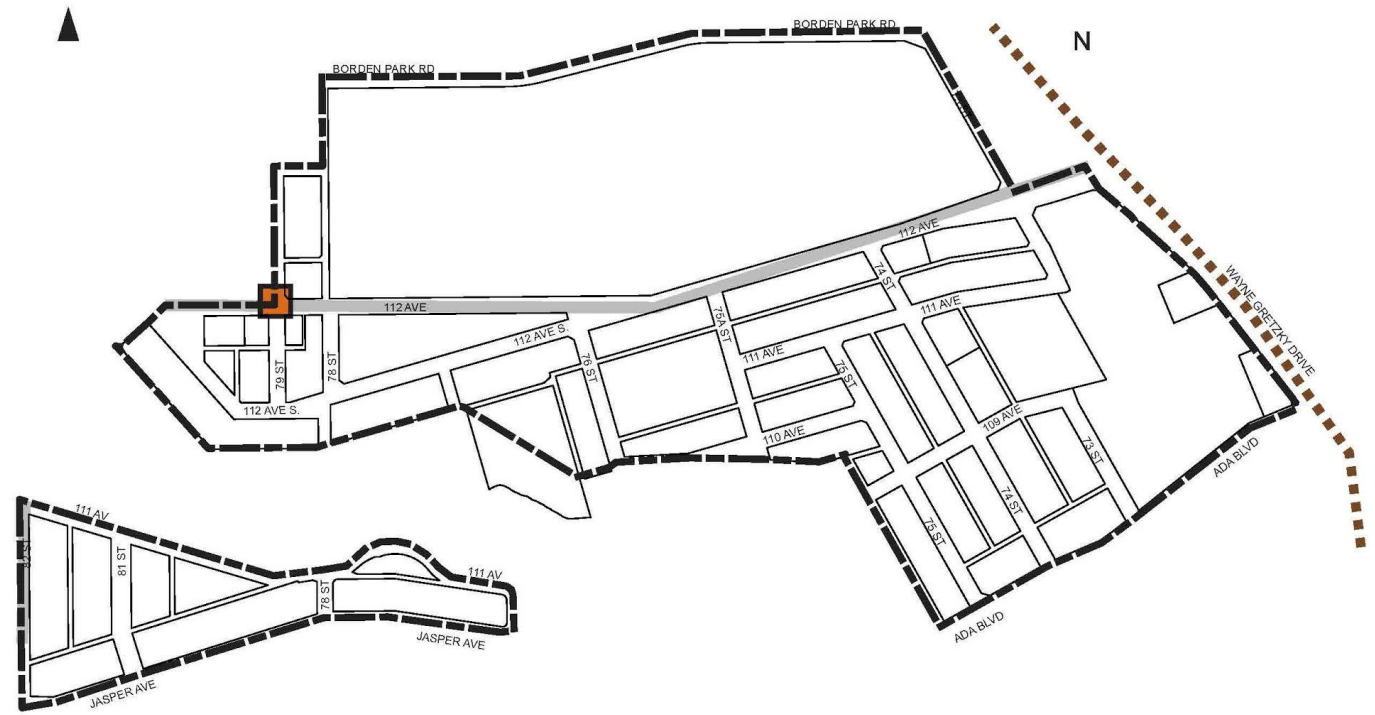 BORDEN PARK RD
N
BORDEN PARK RD
112 AVE
74 ST
WAYNE GRETZKY DRIVE
112 AVE
111 AVE
75A ST
112 AVE S.
111 AVE
76 ST
78 ST
79 ST
75 ST
112 AVE S.
109 AVE
110 AVE
73 ST
ADA BLVD
74 ST
75 ST
ADA BLVD
111 AV
82 ST
81 ST
111 AV
78 ST
JASPER AVE
JASPER AVE